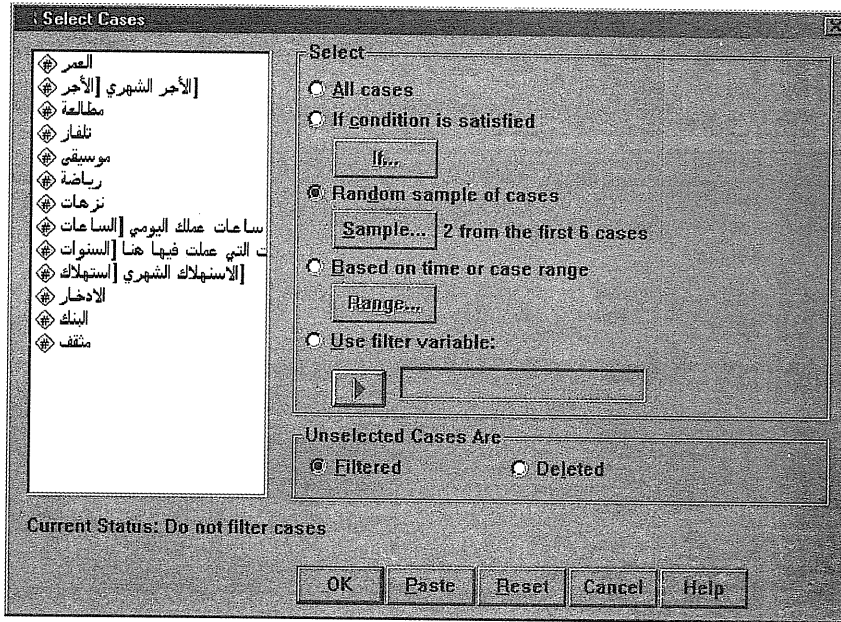 Select Cases
العمر
الأجر الشهري [الأجر]
مطالعة
تلفاز
موسيقى
رياضة
نزهات
ساعات عملك اليومي [الساعات
ت التي عملت فيها هنا [السنوات
الاستهلاك الشهري [استهلاك]
الادخار
البنك
مثقف
Select
All cases
If condition is satisfied
If...
Random sample of cases
Sample... 2 from the first 6 cases
Based on time or case range
Range...
Use filter variable:
Unselected Cases Are
Filtered Deleted
Current Status: Do not filter cases
OK Paste Reset Cancel Help